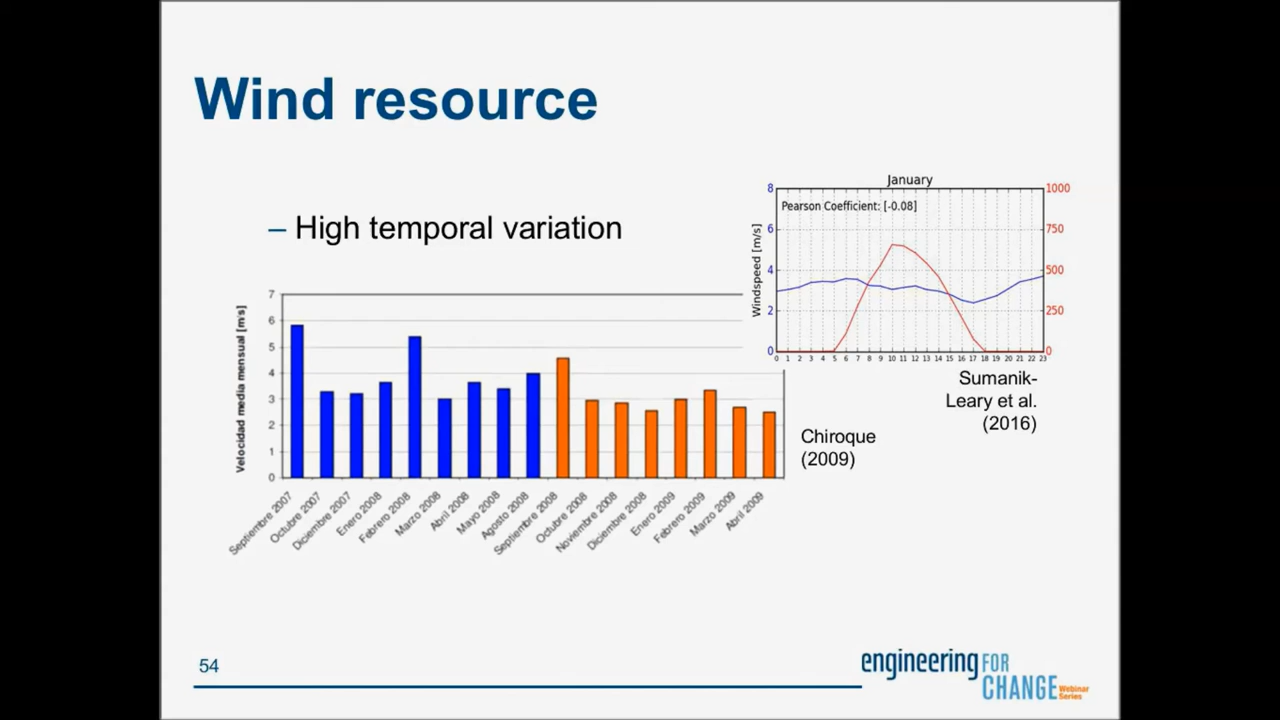 Wind resource
– High temporal variation
January
Pearson Coefficient: [-0.08]
Windspeed [m/s]
8
6
4
2
0
1000
750
500
250
0
0 1 2 3 4 5 6 7 8 9 10 11 12 13 14 15 16 17 18 19 20 21 22 23
Sumanik-
Leary et al.
(2016)
Velocidad media mensual [m/s]
7
6
5
4
3
2
1
0
Septiembre 2007
Octubre 2007
Diciembre 2007
Enero 2008
Febrero 2008
Marzo 2008
Abril 2008
Mayo 2008
Agosto 2008
Septiembre 2008
Octubre 2008
Noviembre 2008
Diciembre 2008
Enero 2009
Febrero 2009
Marzo 2009
Abril 2009
Chiroque
(2009)
54
engineering FOR
CHANGE Webinar
Series